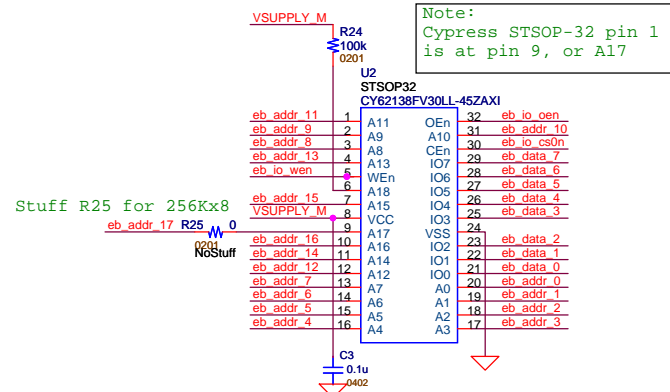 VSUPPLY_M
R24
100k
0201
Note:
Cypress STSOP-32 pin 1
is at pin 9, or A17
U2
STSOP32
CY62138FV30LL-45ZAXI
eb_addr_11 1 A11 OEn 32 eb_io_oen
eb_addr_9 2 A9 A10 31 eb_addr_10
eb_addr_8 3 A8 CEn 30 eb_io_cs0n
eb_addr_13 4 A13 IO7 29 eb_data_7
eb_io_wen 5 WEn IO6 28 eb_data_6
6 A18 IO5 27 eb_data_5
eb_addr_15 7 A15 IO4 26 eb_data_4
VSUPPLY_M 8 VCC IO3 25 eb_data_3
Stuff R25 for 256Kx8
eb_addr_17 R25 0 9 A17 VSS 24
0201
NoStuff
eb_addr_16 10 A16 IO2 23 eb_data_2
eb_addr_14 11 A14 IO1 22 eb_data_1
eb_addr_12 12 A12 IO0 21 eb_data_0
eb_addr_7 13 A7 A0 20 eb_addr_0
eb_addr_6 14 A6 A1 19 eb_addr_1
eb_addr_5 15 A5 A2 18 eb_addr_2
eb_addr_4 16 A4 A3 17 eb_addr_3
C3
0.1u
0402